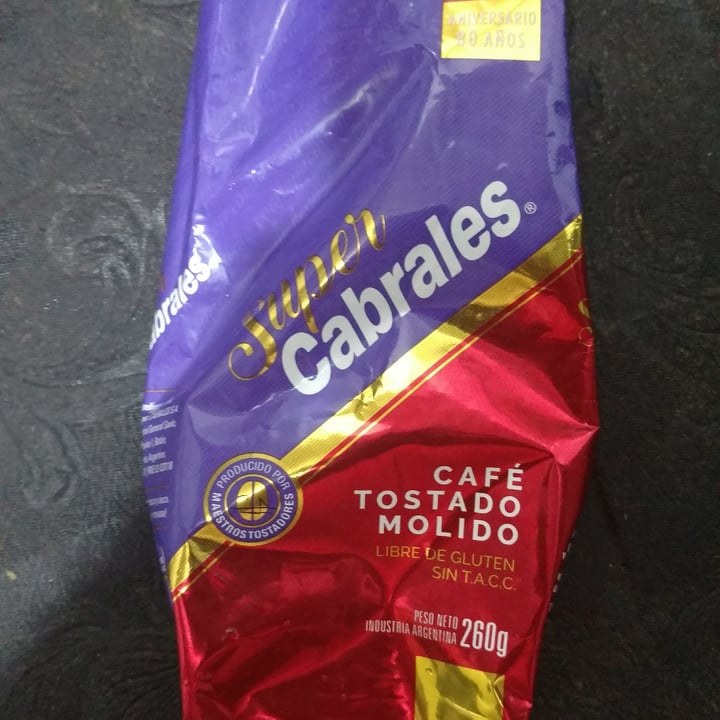 ANIVERSARIO
80 AÑOS
Super
Cabrales®
PRODUCIDO POR
MAESTROS TOSTADORES
CAFÉ
TOSTADO
MOLIDO
LIBRE DE GLUTEN
SIN T.A.C.C.
PESO NETO
INDUSTRIA ARGENTINA 260g